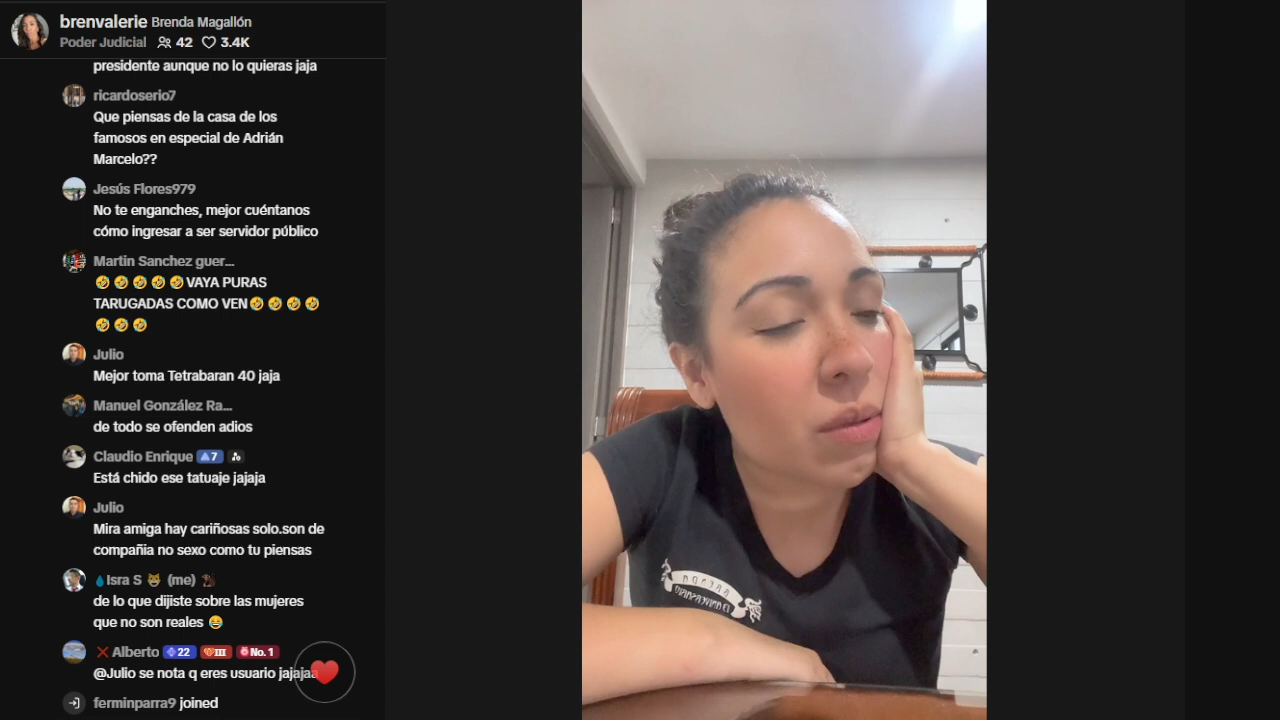 brenvalerie Brenda Magallón
Poder Judicial 42 3.4K
presidente aunque no lo quieras jaja
ricardoserio7
Que piensas de la casa de los
famosos en especial de Adrián
Marcelo??
Jesús Flores979
No te enganches, mejor cuéntanos
cómo ingresar a ser servidor público
Martin Sanchez guer...
🤣🤣🤣🤣🤣VAYA PURAS
TARUGADAS COMO VEN🤣🤣🤣🤣
🤣🤣🤣
Julio
Mejor toma Tetrabaran 40 jaja
Manuel González Ra...
de todo se ofenden adios
Claudio Enrique 7
Está chido ese tatuaje jajaja
Julio
Mira amiga hay cariñosas solo.son de
compañia no sexo como tu piensas
💧Isra S 😸 (me) 🐿️
de lo que dijiste sobre las mujeres
que no son reales 😂
❌ Alberto 22 III No. 1
@Julio se nota q eres usuario jajajaa
ferminparra9 joined